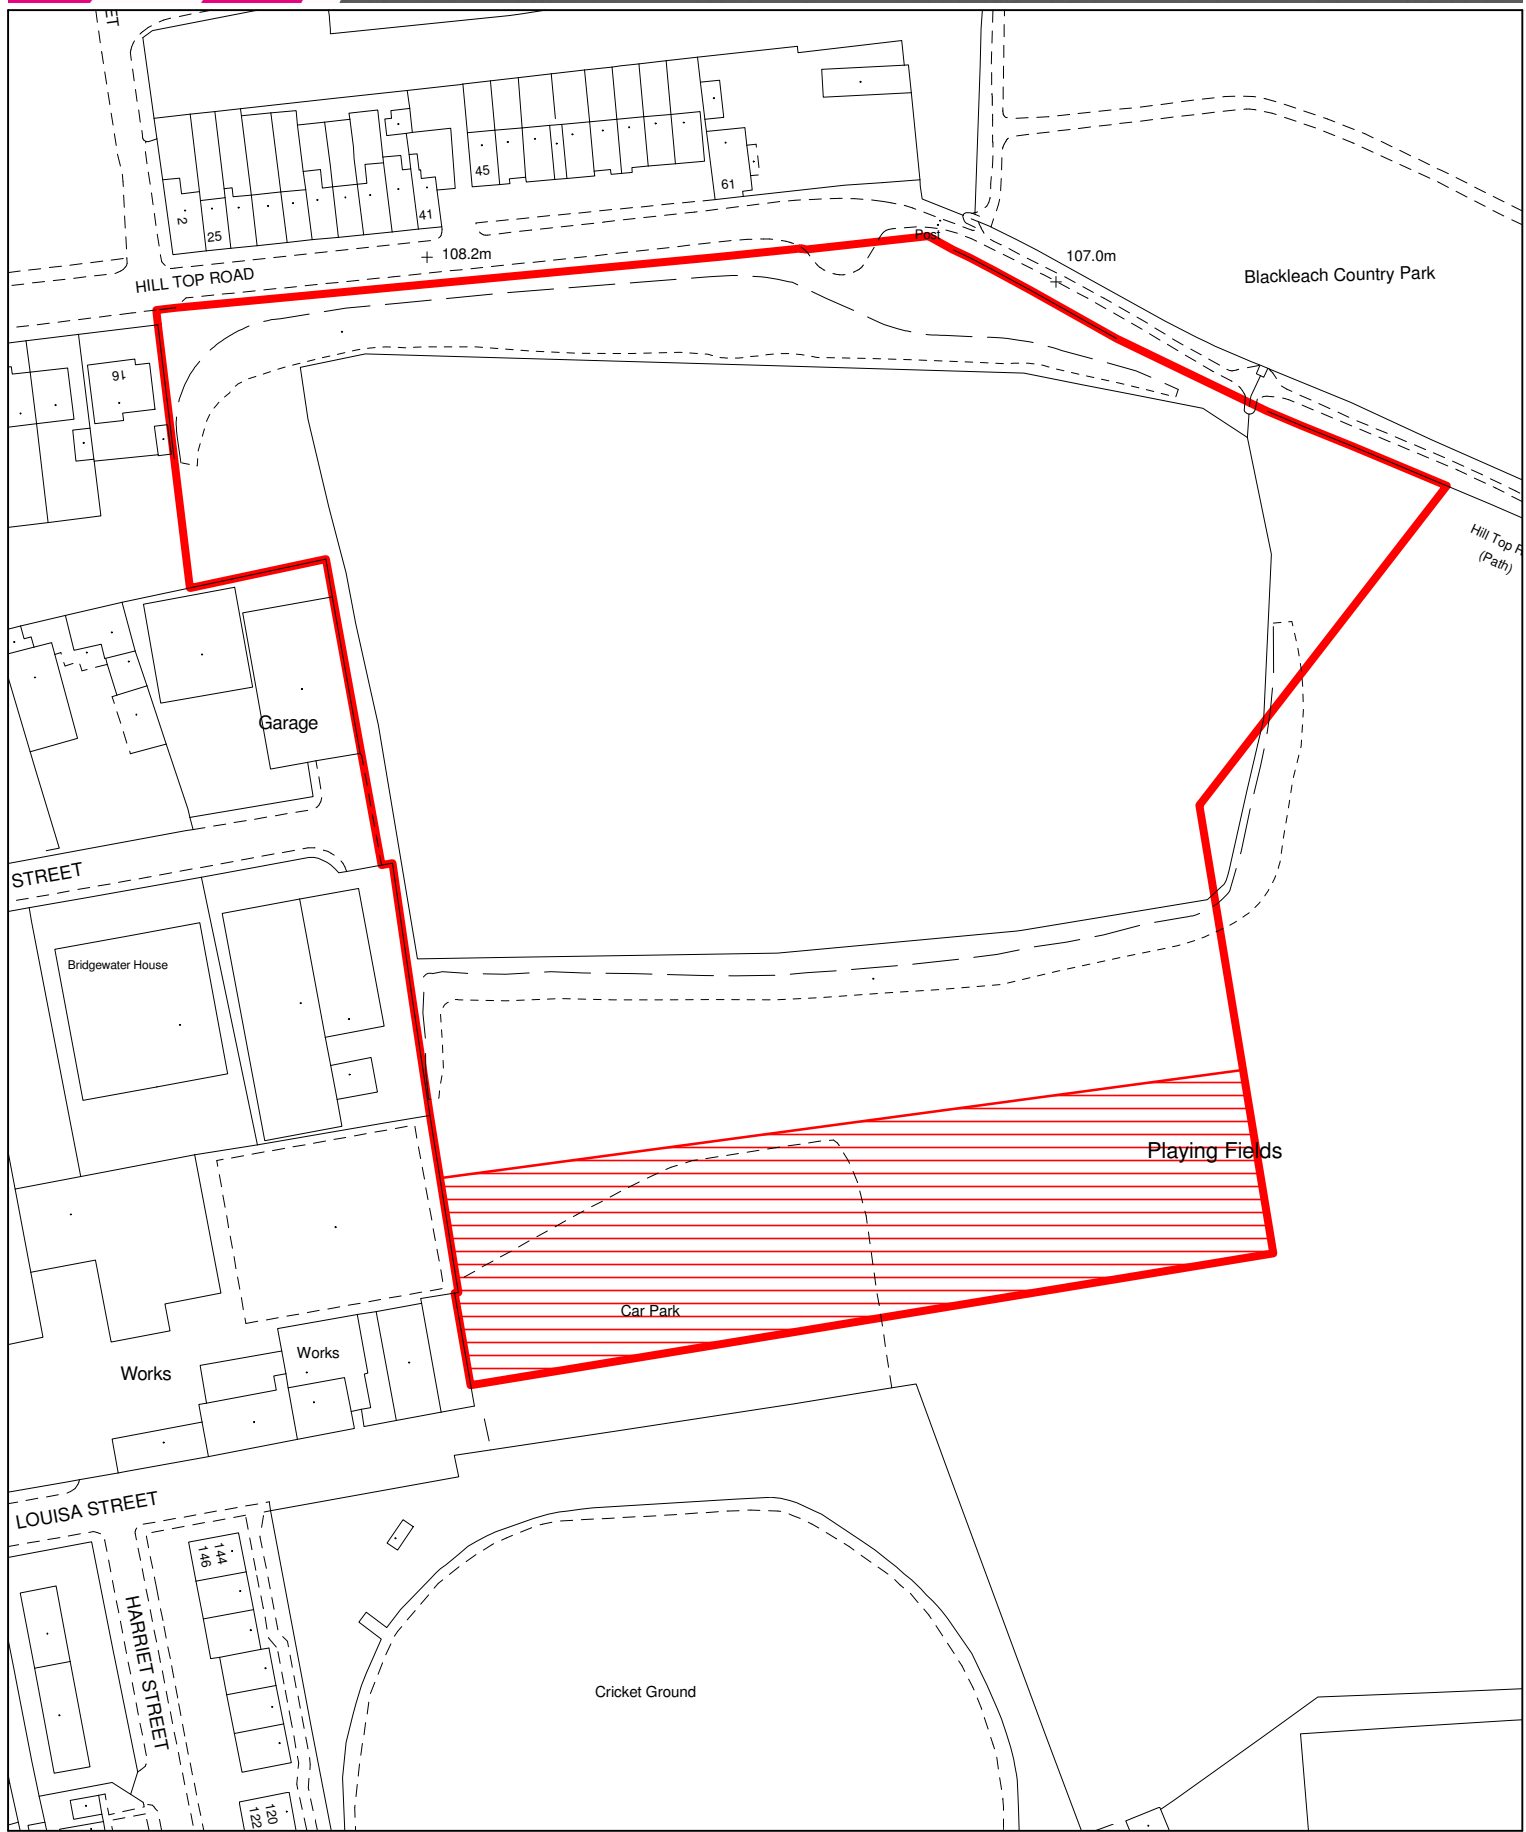 ET
45
61
2
25
41
108.2m
Post
107.0m
HILL TOP ROAD
Blackleach Country Park
16
Hill Top R
(Path)
Garage
STREET
Bridgewater House
Playing Fields
Car Park
Works
Works
LOUISA STREET
144
146
HARRIET STREET
Cricket Ground
120
122